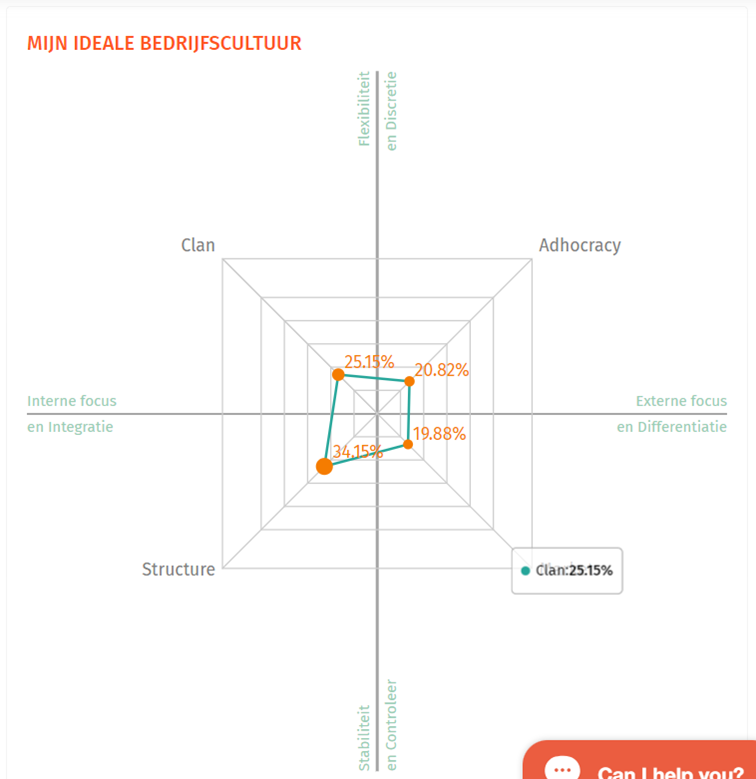 MIJN IDEALE BEDRIJFSCULTUUR
Flexibiliteit
en Discretie
Clan
Adhocracy
25.15%
20.82%
Interne focus
en Integratie
Externe focus
en Differentiatie
19.88%
34.15%
Structure
Clan:25.15%
Stabiliteit
en Controleer
Can I help you?